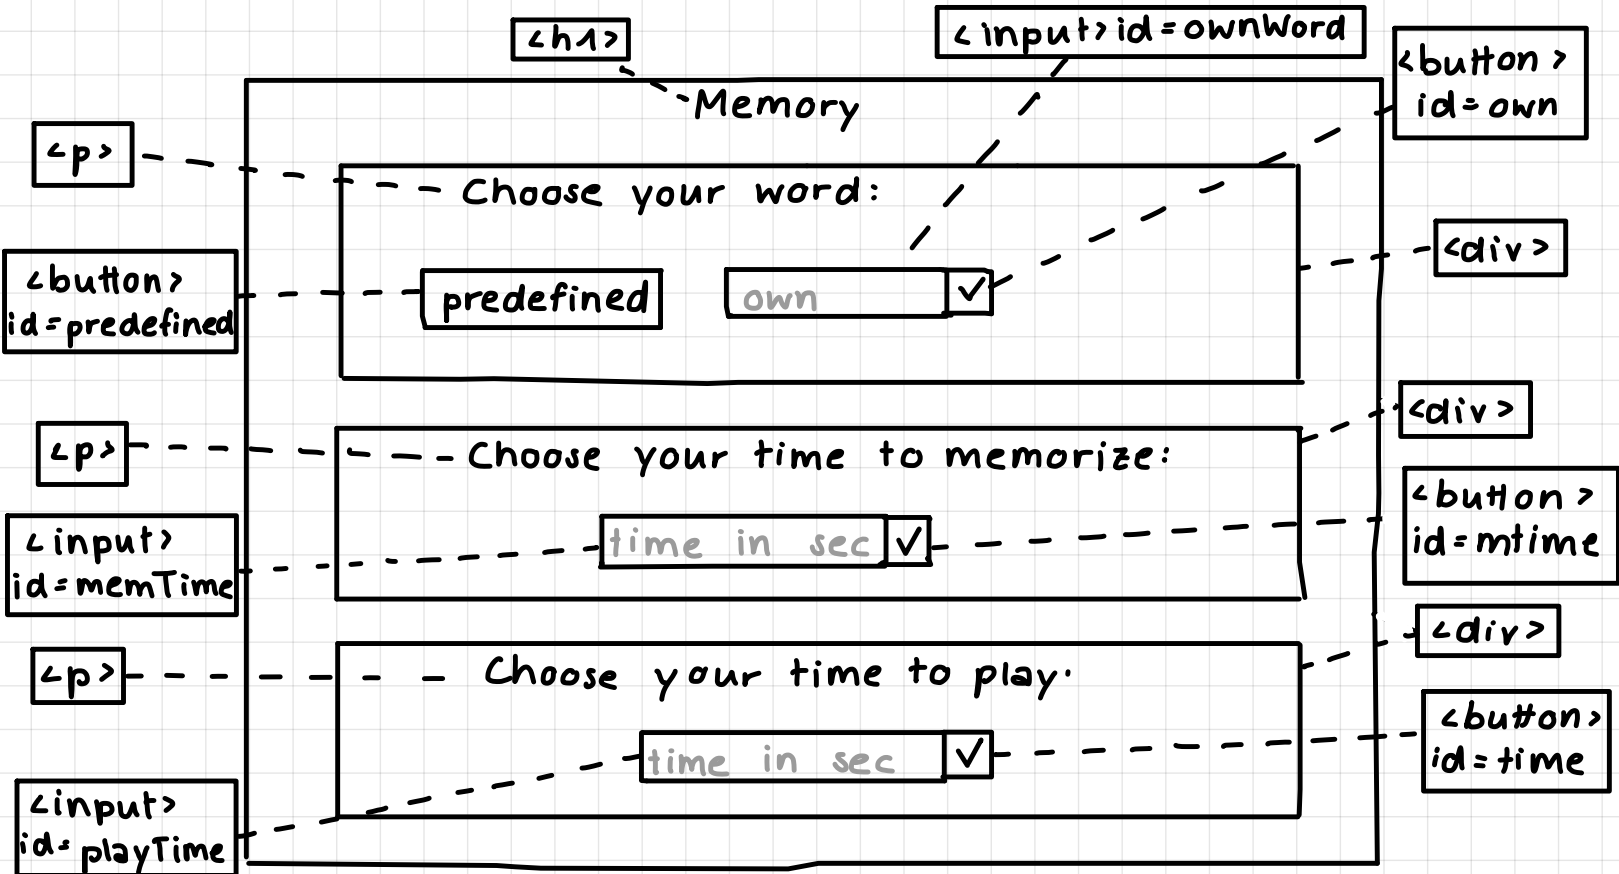 <h1>
<input> id=ownWord
<button>
id=own
Memory
<p>
Choose your word:
<div>
<button>
id=predefined
predefined
own
✓
<div>
<p>
Choose your time to memorize:
<button>
id=mtime
<input>
id=memTime
time in sec
✓
<div>
<p>
Choose your time to play:
<button>
id=time
time in sec
✓
<input>
id=playTime